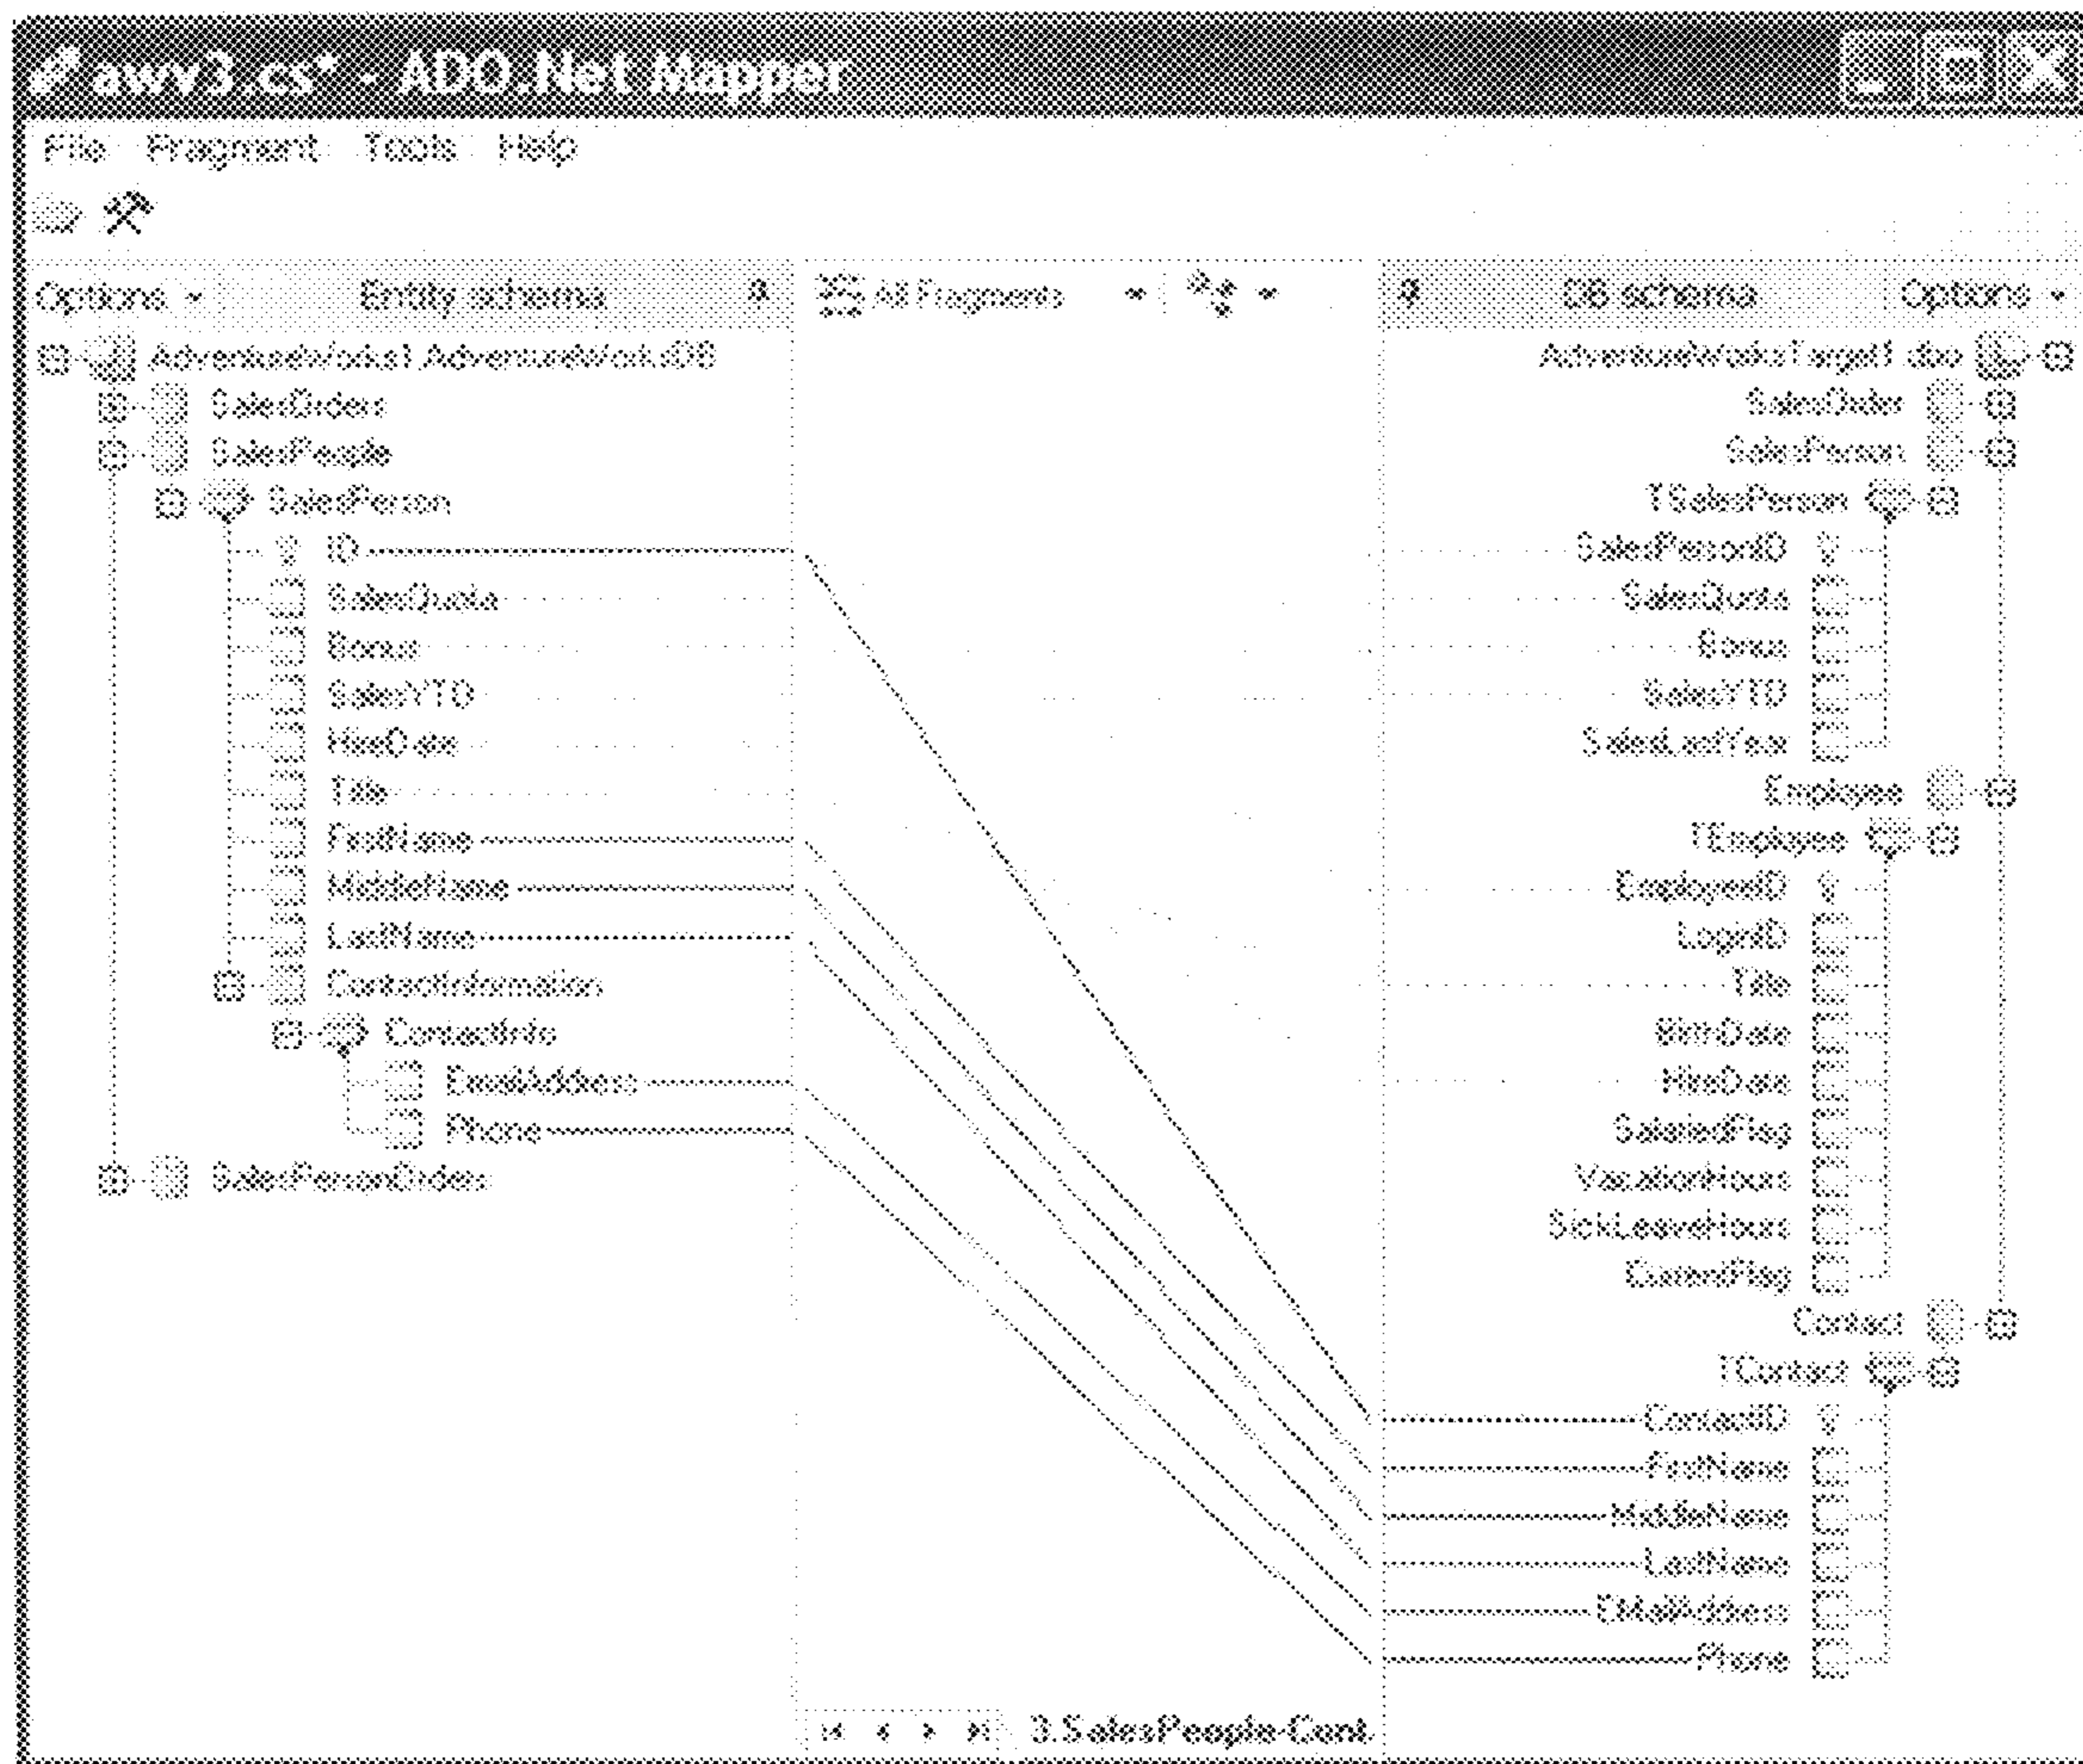 awv3.cs* - ADO.Net Mapper
File Fragment Tools Help
Options Entity schema All Fragments DB schema Options
AdventureWorks1.AdventureWorksDB
SalesOrders
SalesPeople
SalesPerson
ID
SalesQuota
Bonus
SalesYTD
HireDate
Title
FirstName
MiddleName
LastName
ContactInformation
ContactInfo
EmailAddress
Phone
SalesPersonOrders
AdventureWorksTarget1.dbo
SalesOrder
SalesPerson
TSalesPerson
SalesPersonID
SalesQuota
Bonus
SalesYTD
SalesLastYear
Employee
TEmployee
EmployeeID
LoginID
Title
BirthDate
HireDate
SalariedFlag
VacationHours
SickLeaveHours
CurrentFlag
Contact
TContact
ContactID
FirstName
MiddleName
LastName
EMailAddress
Phone
3.SalesPeople-Cont